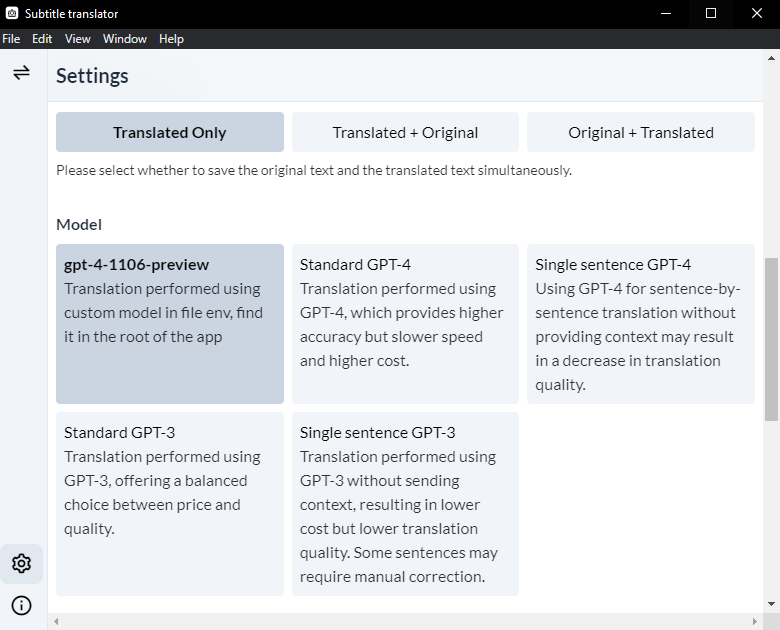 Subtitle translator
File Edit View Window Help
Settings
Translated Only
Translated + Original
Original + Translated
Please select whether to save the original text and the translated text simultaneously.
Model
gpt-4-1106-preview
Translation performed using
custom model in file env, find
it in the root of the app
Standard GPT-4
Translation performed using
GPT-4, which provides higher
accuracy but slower speed
and higher cost.
Single sentence GPT-4
Using GPT-4 for sentence-by-
sentence translation without
providing context may result
in a decrease in translation
quality.
Standard GPT-3
Translation performed using
GPT-3, offering a balanced
choice between price and
quality.
Single sentence GPT-3
Translation performed using
GPT-3 without sending
context, resulting in lower
cost but lower translation
quality. Some sentences may
require manual correction.